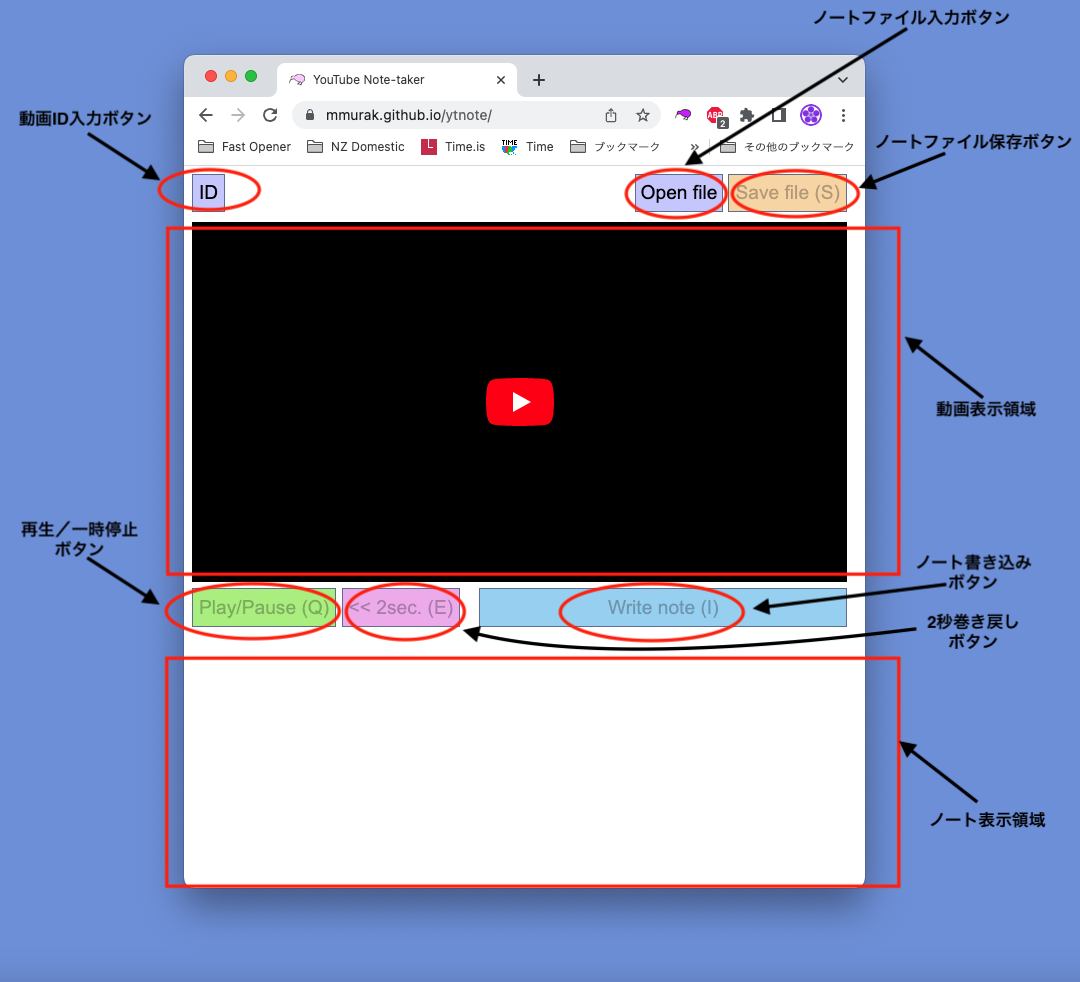 ノートファイル入力ボタン
YouTube Note-taker
動画ID入力ボタン
mmurak.github.io/ytnote/
ABP
2
ノートファイル保存ボタン
Fast Opener
NZ Domestic
L
Time.is
TIME
Time
ブックマーク
»
その他のブックマーク
ID
Open file
Save file (S)
動画表示領域
再生／一時停止
ボタン
ノート書き込み
ボタン
Play/Pause (Q)
<< 2sec. (E)
Write note (I)
2秒巻き戻し
ボタン
ノート表示領域